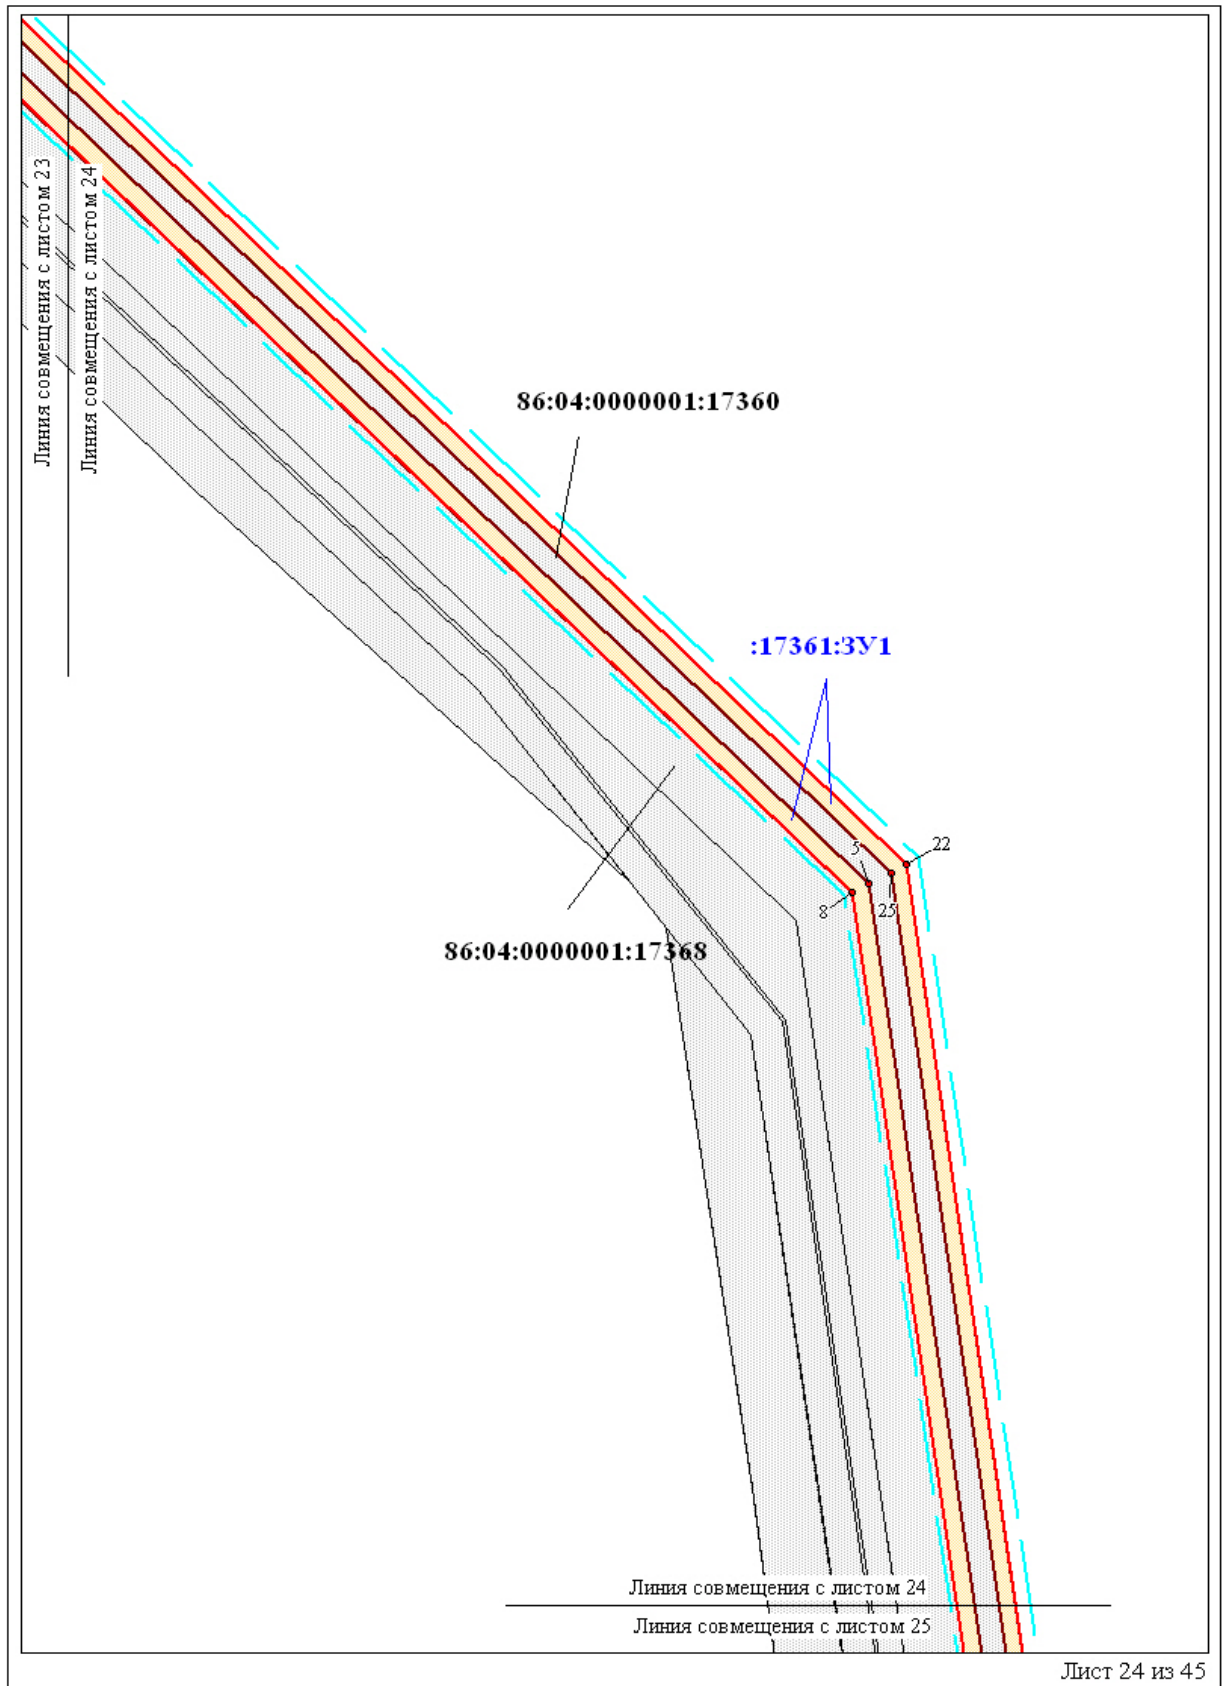 Линия совмещения с листом 23
Линия совмещения с листом 24
86:04:0000001:17360
:17361:ЗУ1
5
22
8
25
86:04:0000001:17368
Линия совмещения с листом 24
Линия совмещения с листом 25
Лист 24 из 45